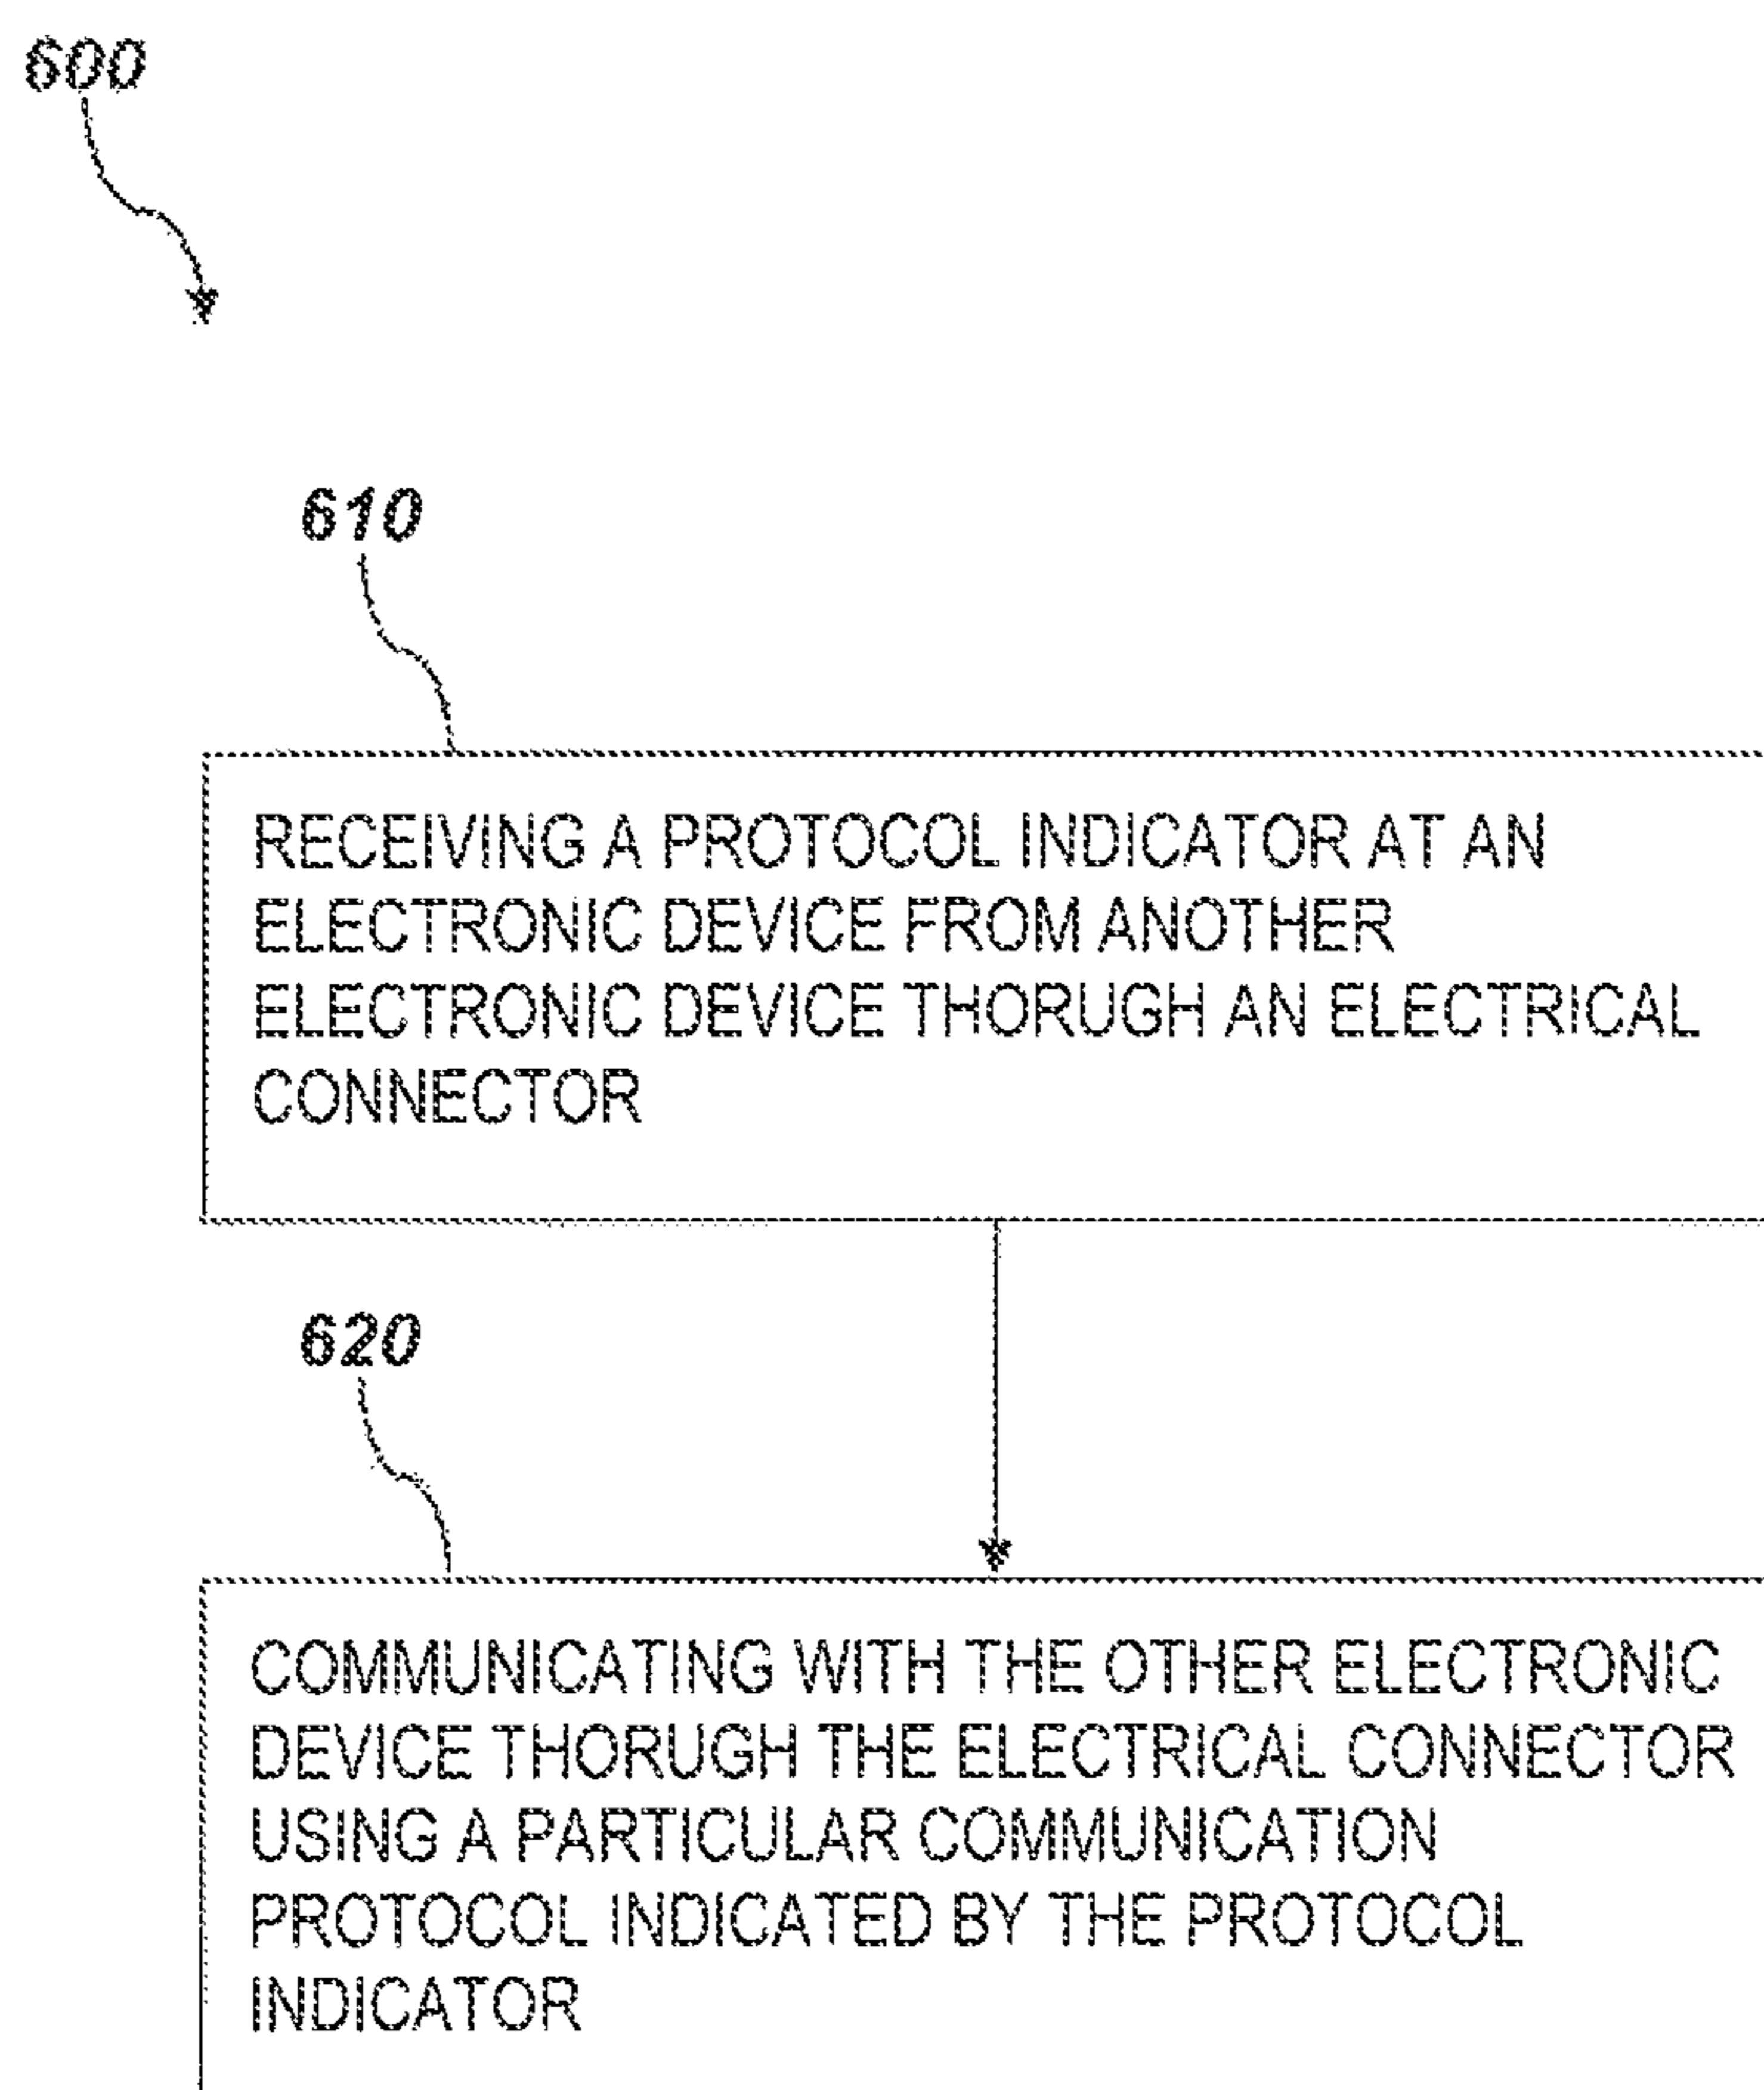 600
610
RECEIVING A PROTOCOL INDICATOR AT AN
ELECTRONIC DEVICE FROM ANOTHER
ELECTRONIC DEVICE THORUGH AN ELECTRICAL
CONNECTOR
620
COMMUNICATING WITH THE OTHER ELECTRONIC
DEVICE THORUGH THE ELECTRICAL CONNECTOR
USING A PARTICULAR COMMUNICATION
PROTOCOL INDICATED BY THE PROTOCOL
INDICATOR